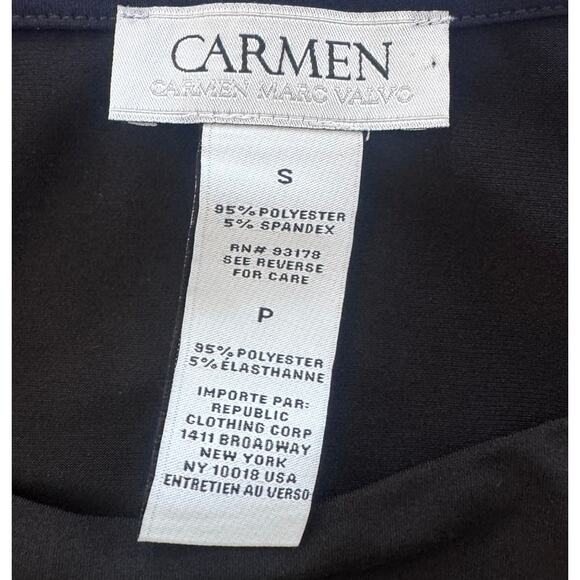 CARMEN
CARMEN MARC VALVO
S
95% POLYESTER
5% SPANDEX
RN# 93178
SEE REVERSE
FOR CARE
P
95% POLYESTER
5% ÉLASTHANNE
IMPORTE PAR:
REPUBLIC
CLOTHING CORP
1411 BROADWAY
NEW YORK
NY 10018 USA
ENTRETIEN AU VERSO